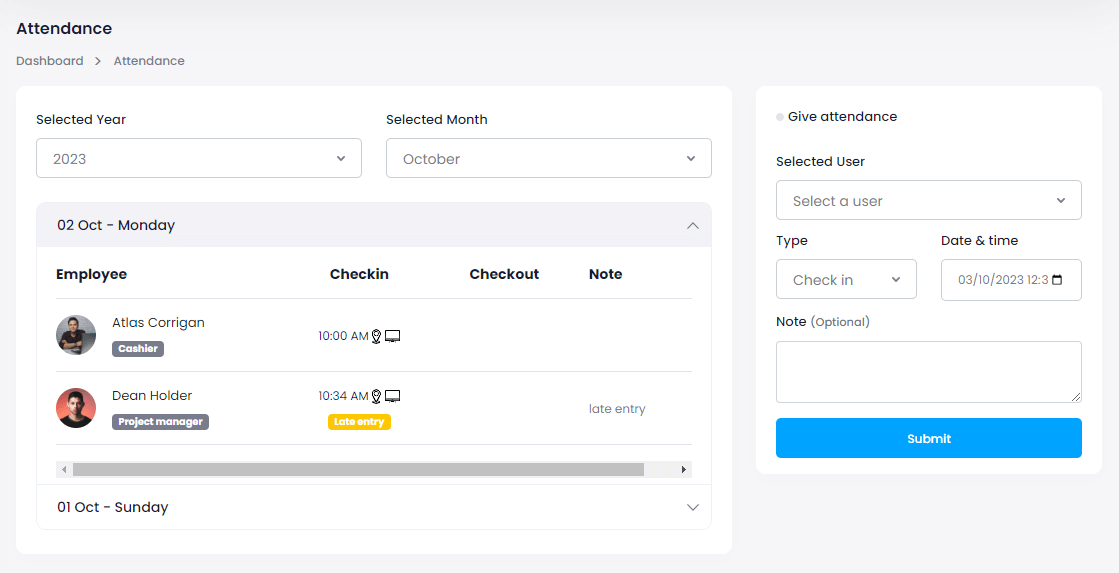 Attendance
Dashboard > Attendance
Selected Year
Selected Month
2023
October
02 Oct - Monday
Employee Checkin Checkout Note
Atlas Corrigan
Cashier
10:00 AM
Dean Holder
Project manager
10:34 AM
Late entry
late entry
01 Oct - Sunday
Give attendance
Selected User
Select a user
Type
Date & time
Check in
03/10/2023 12:3
Note (Optional)
Submit